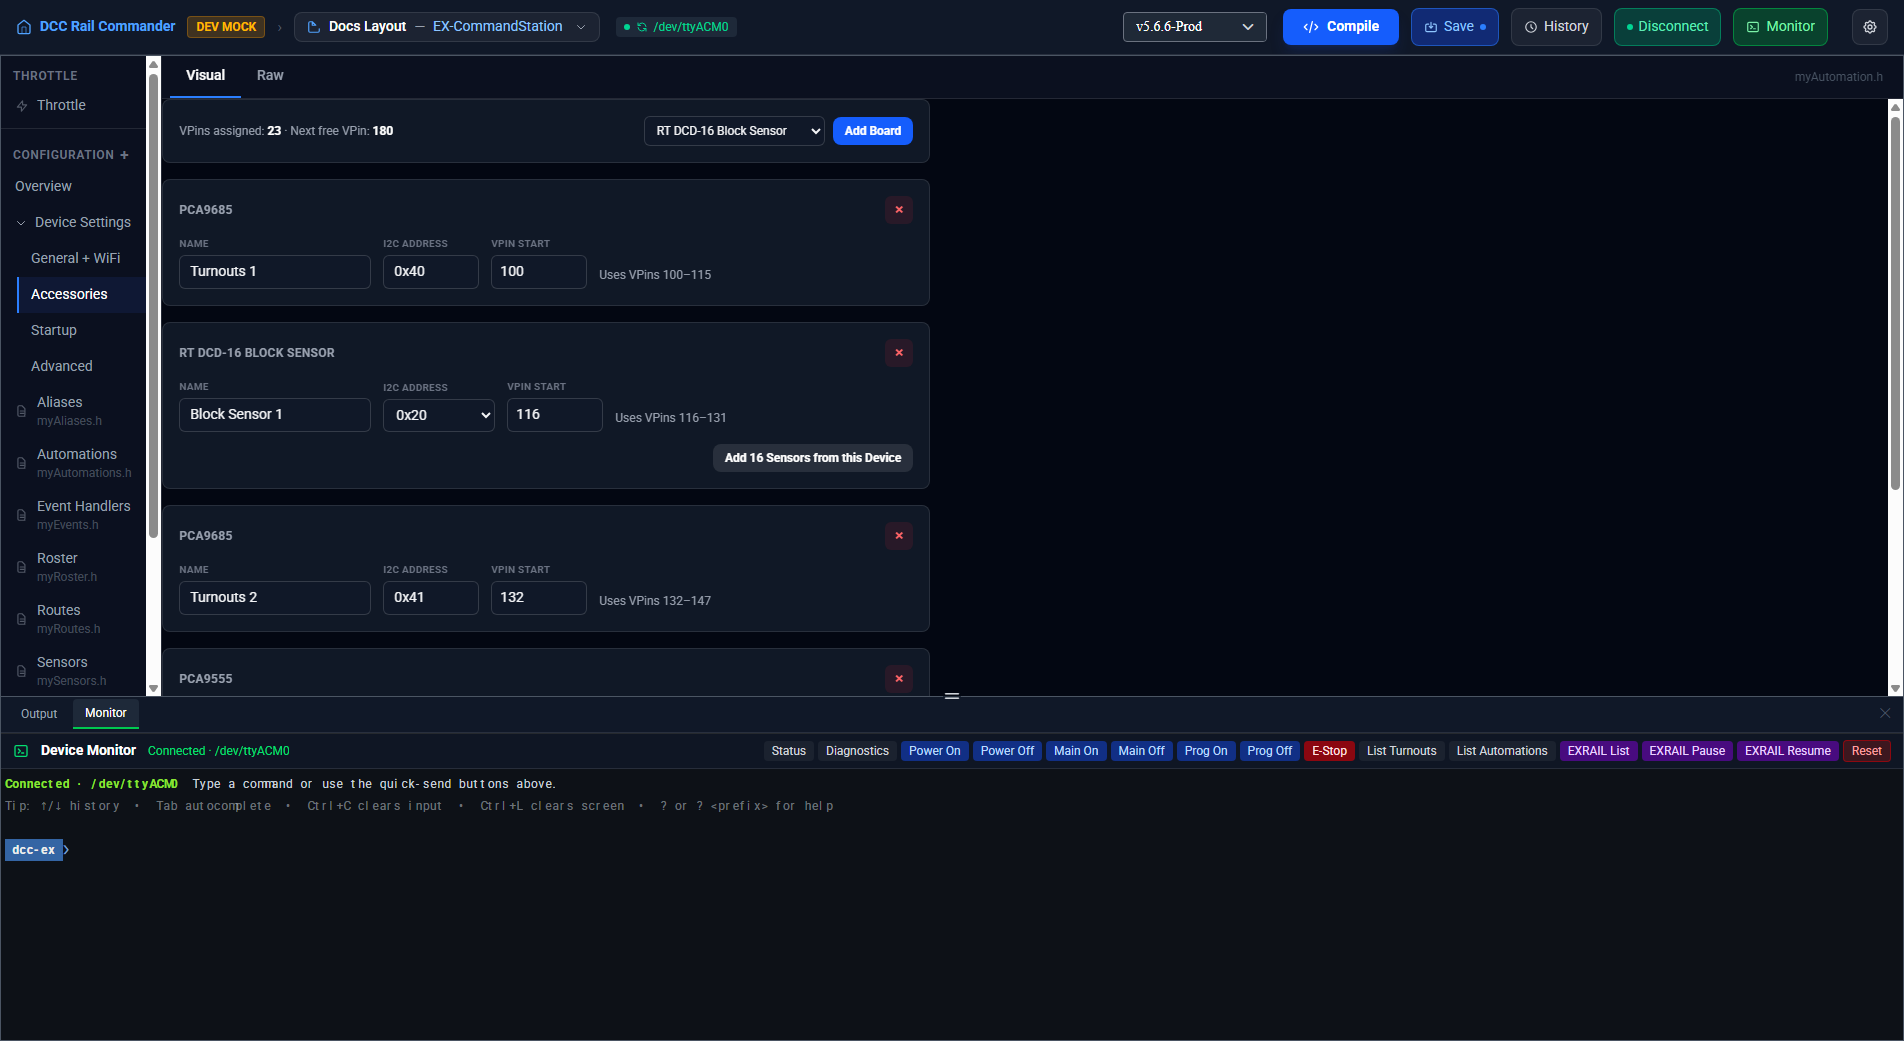 DCC Rail Commander DEV MOCK › Docs Layout — EX-CommandStation /dev/ttyACM0 v5.6.6-Prod </> Compile Save History Disconnect Monitor
THROTTLE
Throttle
CONFIGURATION +
Overview
Device Settings
General + WiFi
Accessories
Startup
Advanced
Aliases
myAliases.h
Automations
myAutomations.h
Event Handlers
myEvents.h
Roster
myRoster.h
Routes
myRoutes.h
Sensors
mySensors.h
Visual Raw myAutomation.h
VPins assigned: 23 · Next free VPin: 180 RT DCD-16 Block Sensor Add Board
PCA9685
NAME I2C ADDRESS VPIN START
Turnouts 1 0x40 100 Uses VPins 100–115
RT DCD-16 BLOCK SENSOR
NAME I2C ADDRESS VPIN START
Block Sensor 1 0x20 116 Uses VPins 116–131
Add 16 Sensors from this Device
PCA9685
NAME I2C ADDRESS VPIN START
Turnouts 2 0x41 132 Uses VPins 132–147
PCA9555
Output Monitor
Device Monitor Connected · /dev/ttyACM0 Status Diagnostics Power On Power Off Main On Main Off Prog On Prog Off E-Stop List Turnouts List Automations EXRAIL List EXRAIL Pause EXRAIL Resume Reset
Connected · /dev/ttyACM0 Type a command or use the quick-send buttons above.
Tip: ↑/↓ history • Tab autocomplete • Ctrl+C clears input • Ctrl+L clears screen • ? or ? <prefix> for help
dcc-ex ›